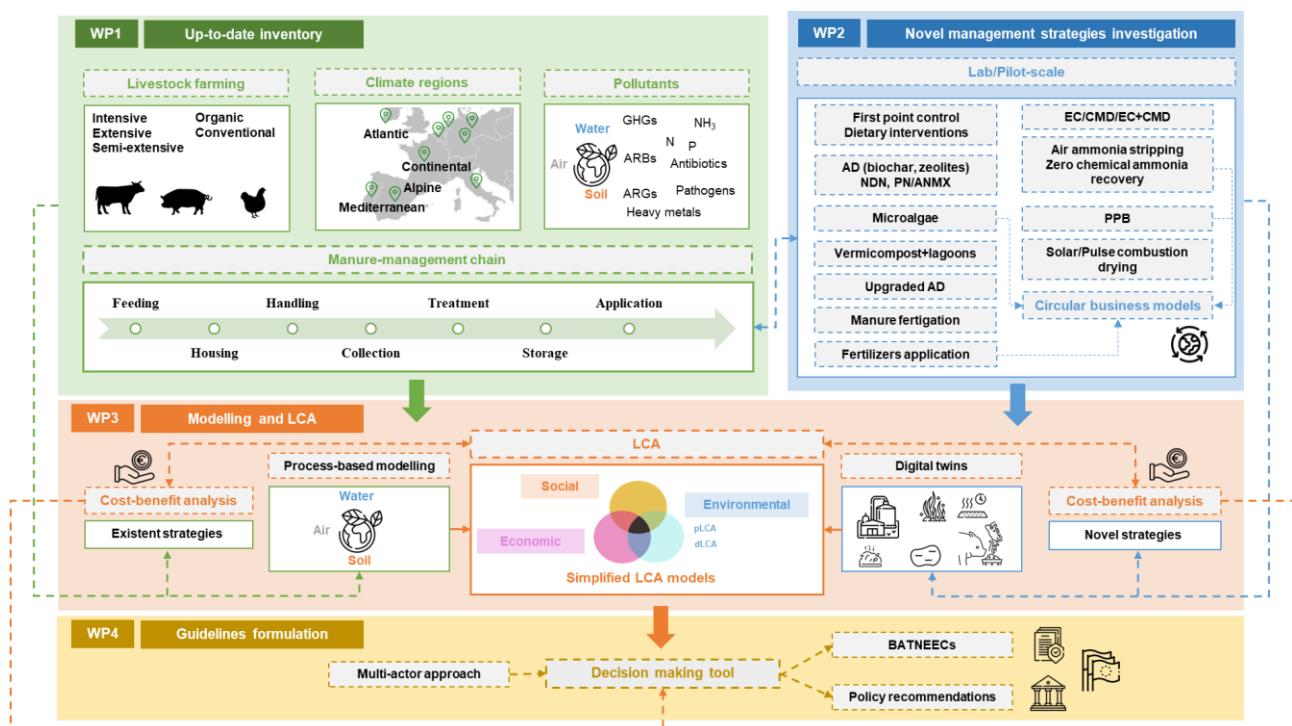 WP1
Up-to-date inventory
Livestock farming
Intensive
Extensive
Semi-extensive
Organic
Conventional
Climate regions
Atlantic
Continental
Alpine
Mediterranean
Pollutants
Water
Air
Soil
GHGs
NH3
N
P
ARBs
Antibiotics
ARGs
Pathogens
Heavy metals
Manure-management chain
Feeding
Handling
Treatment
Application
Housing
Collection
Storage
WP2
Novel management strategies investigation
Lab/Pilot-scale
First point control
Dietary interventions
AD (biochar, zeolites)
NDN, PN/ANMX
Microalgae
Vermicompost+lagoons
Upgraded AD
Manure fertigation
Fertilizers application
EC/CMD/EC+CMD
Air ammonia stripping
Zero chemical ammonia
recovery
PPB
Solar/Pulse combustion
drying
Circular business models
WP3
Modelling and LCA
Cost-benefit analysis
Existent strategies
Process-based modelling
Water
Air
Soil
LCA
Social
Environmental
pLCA
dLCA
Economic
Simplified LCA models
Digital twins
Cost-benefit analysis
Novel strategies
WP4
Guidelines formulation
Multi-actor approach
Decision making tool
BATNEECs
Policy recommendations